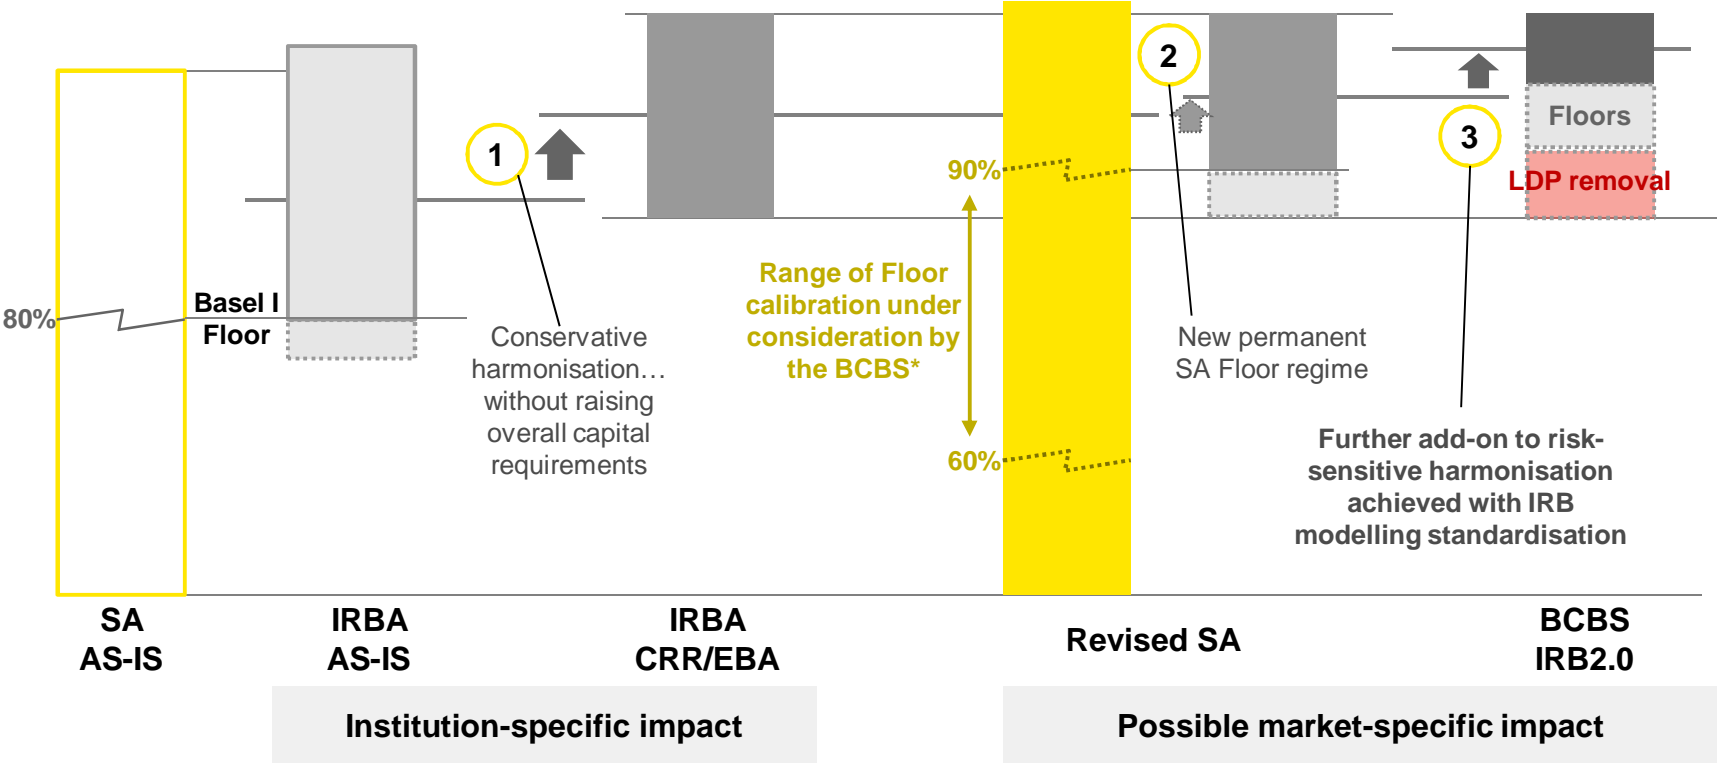 80%
Basel I
Floor
1
Conservative
harmonisation…
without raising
overall capital
requirements
Range of Floor
calibration under
consideration by
the BCBS*
90%
60%
2
New permanent
SA Floor regime
3
Floors
LDP removal
Further add-on to risk-
sensitive harmonisation
achieved with IRB
modelling standardisation
SA
AS-IS
IRBA
AS-IS
IRBA
CRR/EBA
Revised SA
BCBS
IRB2.0
Institution-specific impact
Possible market-specific impact